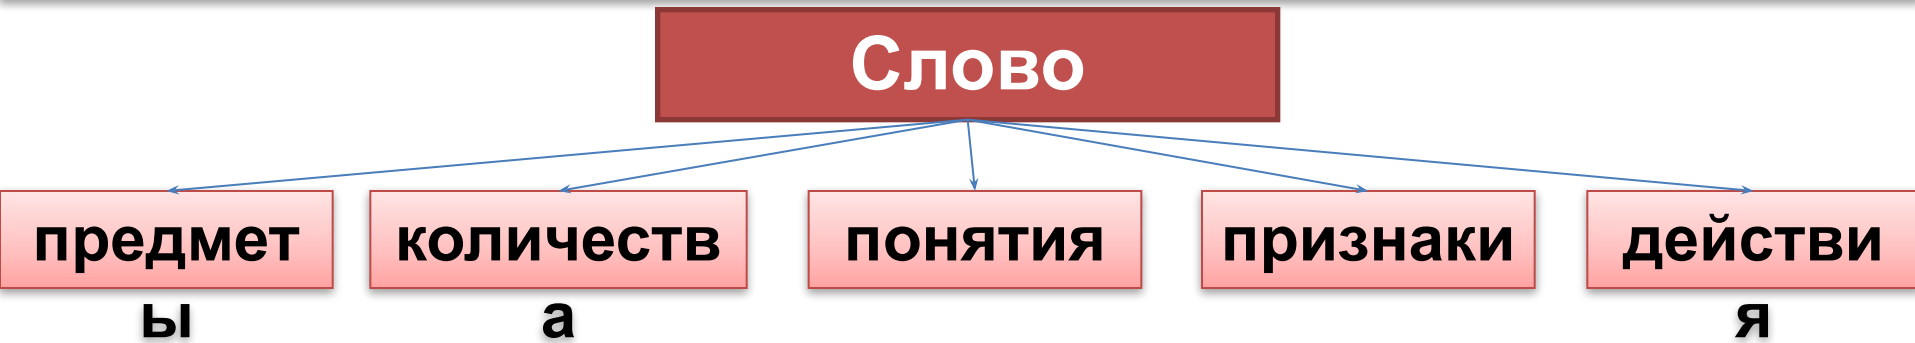 Слово
предмет
ы
количеств
а
понятия
признаки
действи
я